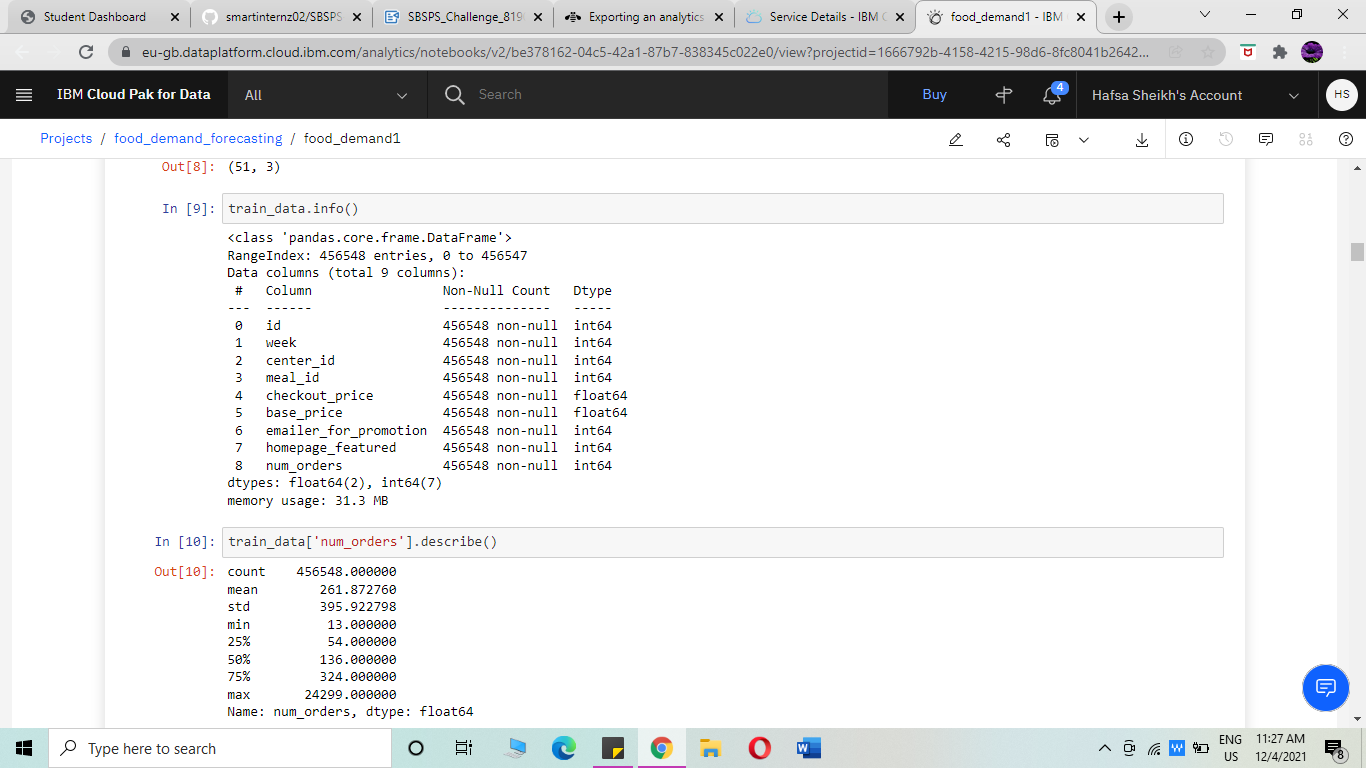 Student Dashboard
smartinternz02/SBSPS
SBSPS_Challenge_819
Exporting an analytics
Service Details - IBM C
food_demand1 - IBM
eu-gb.dataplatform.cloud.ibm.com/analytics/notebooks/v2/be378162-04c5-42a1-87b7-838345c022e0/view?projectid=1666792b-4158-4215-98d6-8fc8041b2642...
IBM Cloud Pak for Data
All
Search
Buy
4
Hafsa Sheikh's Account
HS
Projects / food_demand_forecasting / food_demand1
Out[8]: (51, 3)
In [9]: train_data.info()
<class 'pandas.core.frame.DataFrame'>
RangeIndex: 456548 entries, 0 to 456547
Data columns (total 9 columns):
# Column Non-Null Count Dtype
--- ------ -------------- -----
0 id 456548 non-null int64
1 week 456548 non-null int64
2 center_id 456548 non-null int64
3 meal_id 456548 non-null int64
4 checkout_price 456548 non-null float64
5 base_price 456548 non-null float64
6 emailer_for_promotion 456548 non-null int64
7 homepage_featured 456548 non-null int64
8 num_orders 456548 non-null int64
dtypes: float64(2), int64(7)
memory usage: 31.3 MB
In [10]: train_data['num_orders'].describe()
Out[10]: count 456548.000000
mean 261.872760
std 395.922798
min 13.000000
25% 54.000000
50% 136.000000
75% 324.000000
max 24299.000000
Name: num_orders, dtype: float64
Type here to search
ENG
US
11:27 AM
12/4/2021
8